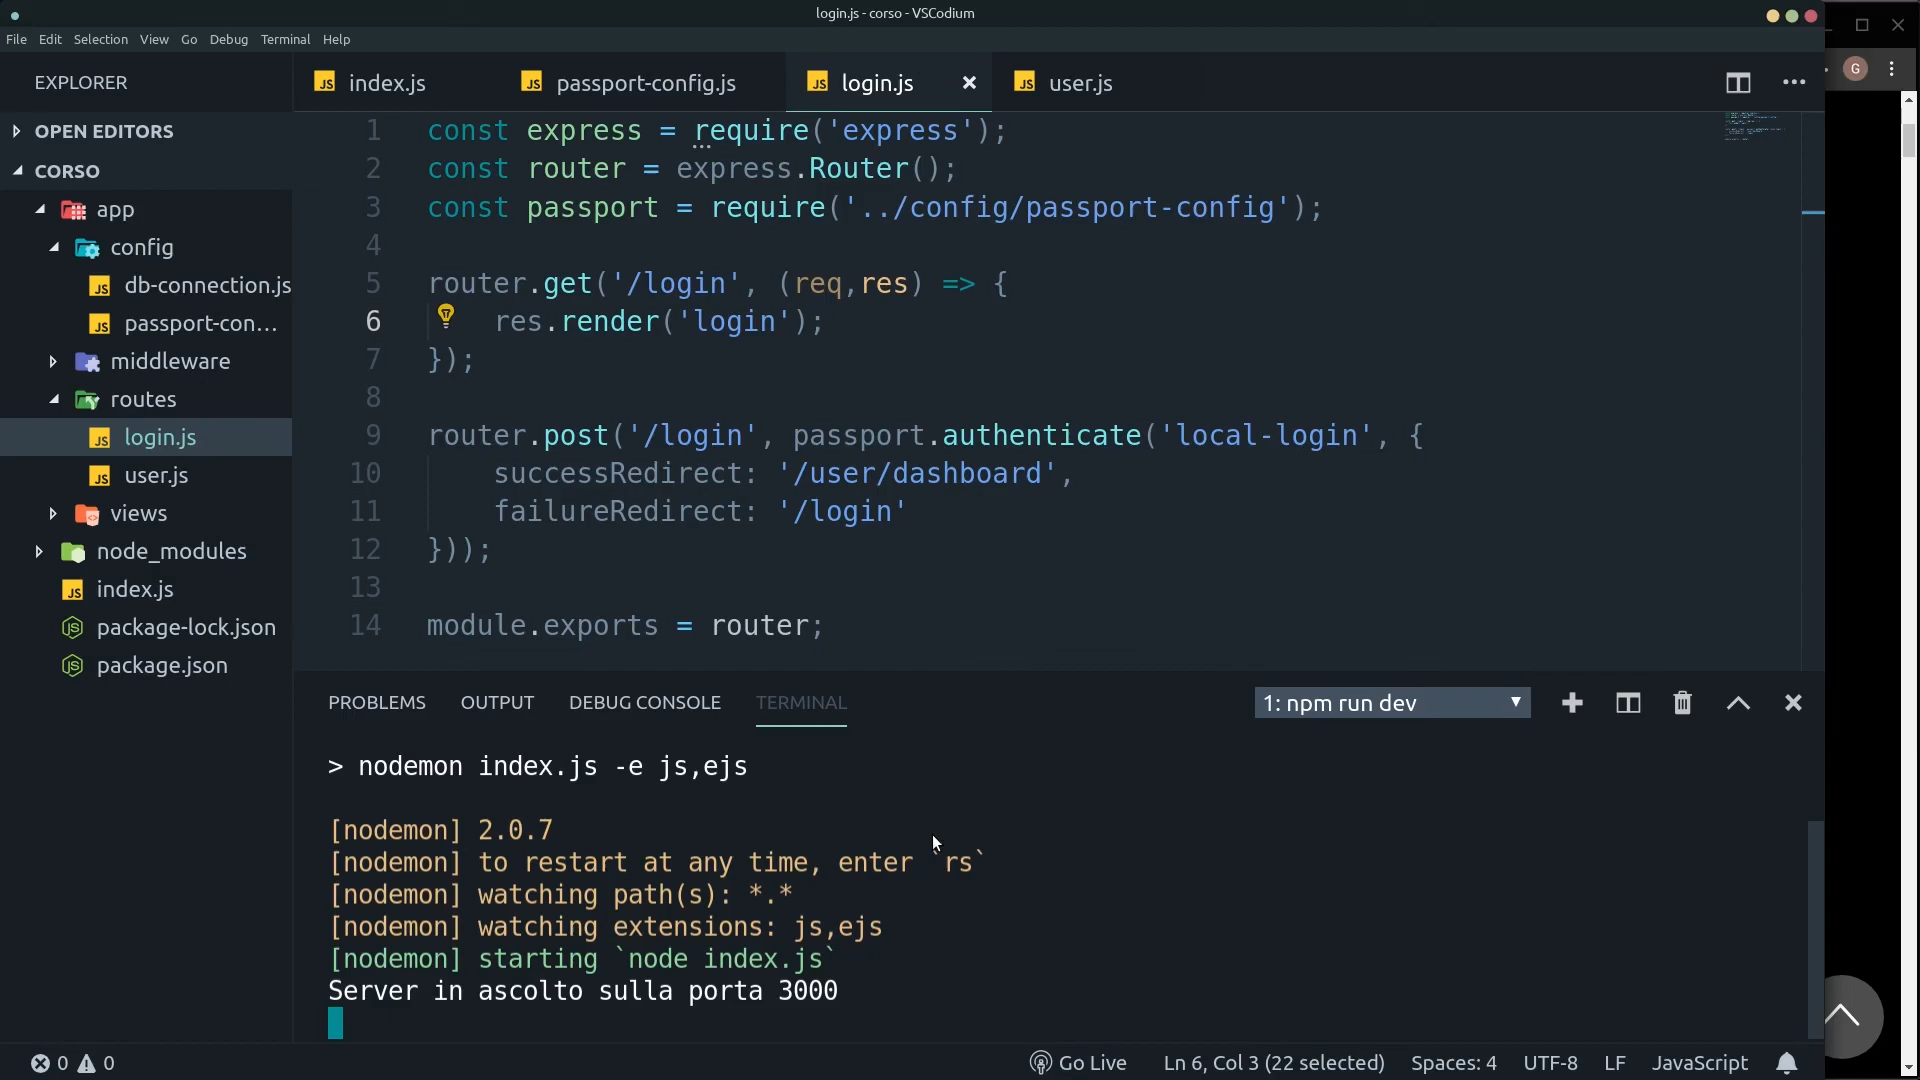 login.js - corso - VSCodium
File Edit Selection View Go Debug Terminal Help
EXPLORER
OPEN EDITORS
CORSO
app
config
db-connection.js
passport-con...
middleware
routes
login.js
user.js
views
node_modules
index.js
package-lock.json
package.json
index.js passport-config.js login.js user.js
1 const express = require('express');
2 const router = express.Router();
3 const passport = require('../config/passport-config');
4
5 router.get('/login', (req,res) => {
6 res.render('login');
7 });
8
9 router.post('/login', passport.authenticate('local-login', {
10 successRedirect: '/user/dashboard',
11 failureRedirect: '/login'
12 }));
13
14 module.exports = router;
PROBLEMS OUTPUT DEBUG CONSOLE TERMINAL 1: npm run dev
> nodemon index.js -e js,ejs
[nodemon] 2.0.7
[nodemon] to restart at any time, enter `rs`
[nodemon] watching path(s): *.*
[nodemon] watching extensions: js,ejs
[nodemon] starting `node index.js`
Server in ascolto sulla porta 3000
0 0 Go Live Ln 6, Col 3 (22 selected) Spaces: 4 UTF-8 LF JavaScript
G